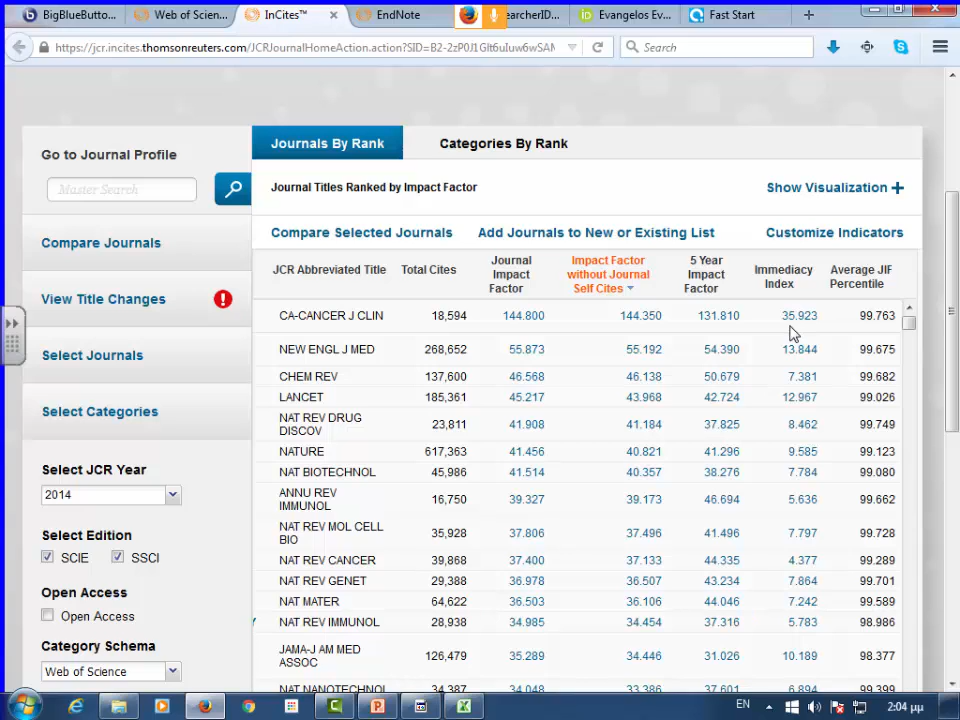 BigBlueButto...
Web of Scien...
InCites™
EndNote
earcherID...
Evangelos Ev...
Fast Start
https://jcr.incites.thomsonreuters.com/JCRJournalHomeAction.action?SID=B2-2zP0J1Glt6uIuw6wSAM
Search
Go to Journal Profile
Master Search
Compare Journals
View Title Changes
Select Journals
Select Categories
Select JCR Year
2014
Select Edition
SCIE
SSCI
Open Access
Open Access
Category Schema
Web of Science
Journals By Rank
Categories By Rank
Journal Titles Ranked by Impact Factor
Show Visualization
Compare Selected Journals
Add Journals to New or Existing List
Customize Indicators
JCR Abbreviated Title
Total Cites
Journal
Impact
Factor
Impact Factor
without Journal
Self Cites
5 Year
Impact
Factor
Immediacy
Index
Average JIF
Percentile
CA-CANCER J CLIN 18,594 144.800 144.350 131.810 35.923 99.763
NEW ENGL J MED 268,652 55.873 55.192 54.390 13.844 99.675
CHEM REV 137,600 46.568 46.138 50.679 7.381 99.682
LANCET 185,361 45.217 43.968 42.724 12.967 99.026
NAT REV DRUG
DISCOV 23,811 41.908 41.184 37.825 8.462 99.749
NATURE 617,363 41.456 40.821 41.296 9.585 99.123
NAT BIOTECHNOL 45,986 41.514 40.357 38.276 7.784 99.080
ANNU REV
IMMUNOL 16,750 39.327 39.173 46.694 5.636 99.662
NAT REV MOL CELL
BIO 35,928 37.806 37.496 41.496 7.797 99.728
NAT REV CANCER 39,868 37.400 37.133 44.335 4.377 99.289
NAT REV GENET 29,388 36.978 36.507 43.234 7.864 99.701
NAT MATER 64,622 36.503 36.106 44.046 7.242 99.589
NAT REV IMMUNOL 28,938 34.985 34.454 37.316 5.783 98.986
JAMA-J AM MED
ASSOC 126,479 35.289 34.446 31.026 10.189 98.377
NAT NANOTECHNOL 34,387 34.048 33.386 37.601 6.894 99.399
EN
2:04 μμ